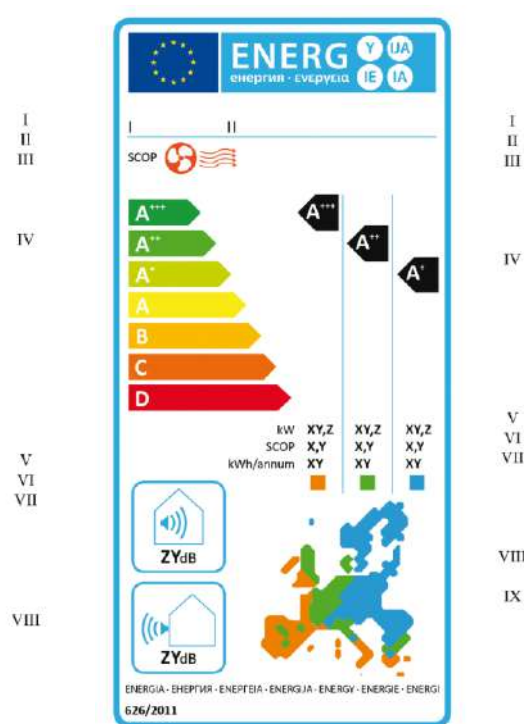 ENERG Y UA
енергия · ενεργεια IE IA
I I
II II
III III
I II
SCOP
A+++ A+++
IV A++ A++ IV
A+ A+
A
B
C
D
V
VI
VII
kW XY,Z XY,Z XY,Z
SCOP X,Y X,Y X,Y
kWh/annum XY XY XY
V
VI
VII
ZYdB
VIII
IX
VIII
ZYdB
ENERGIA · ЕНЕРГИЯ · ΕΝΕΡΓΕΙΑ · ENERGIJA · ENERGY · ENERGIE · ENERGI
626/2011